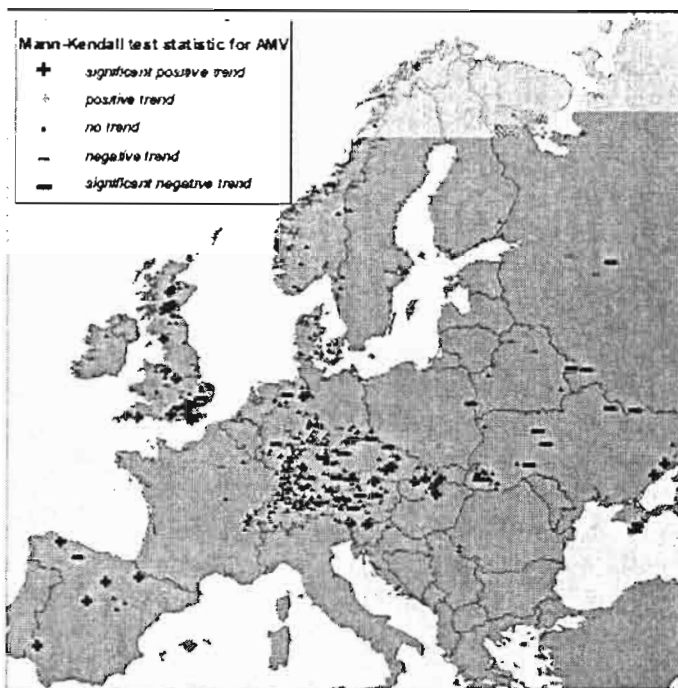 Mann-Kendall test statistic for AMV
significant positive trend
positive trend
no trend
negative trend
significant negative trend